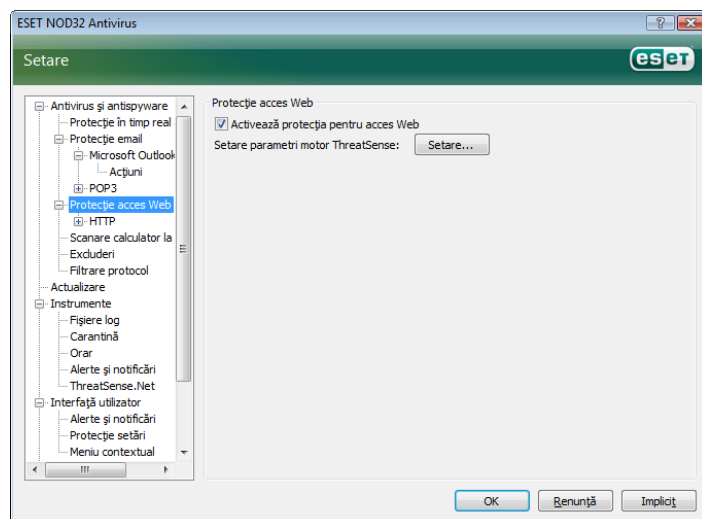 ESET NOD32 Antivirus
Setare
eset
Antivirus şi antispyware
Protecţie în timp real
Protecţie email
Microsoft Outlook
Acţiuni
POP3
Protecţie acces Web
HTTP
Scanare calculator la
Excluderi
Filtrare protocol
Actualizare
Instrumente
Fişiere log
Carantină
Orar
Alerte şi notificări
ThreatSense.Net
Interfaţă utilizator
Alerte şi notificări
Protecţie setări
Meniu contextual
Protecţie acces Web
Activează protecţia pentru acces Web
Setare parametri motor ThreatSense: Setare...
OK Renunţă Implicit